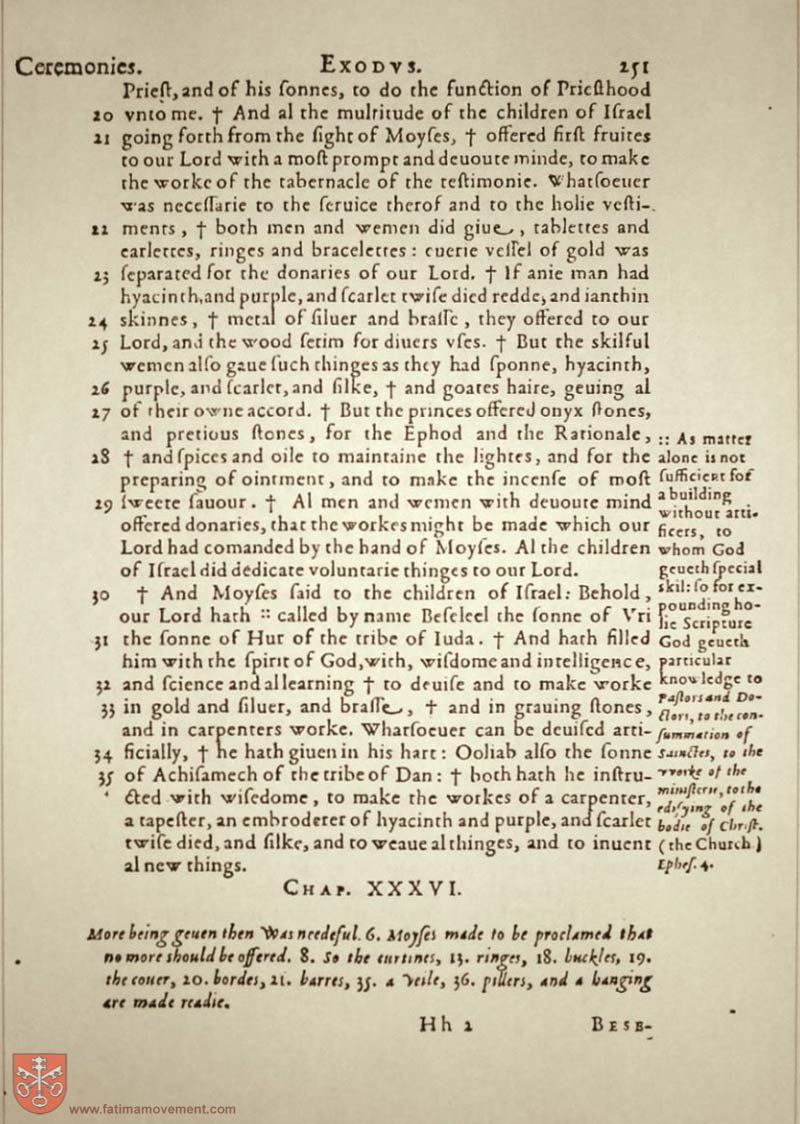 Ceremonies. EXODVS. 251
Prieſt, and of his ſonnes, to do the function of Prieſthood
20 vnto me. † And al the multitude of the children of Iſrael
21 going forth from the ſight of Moyſes, † offered firſt fruites
to our Lord with a moſt prompt and deuoute minde, to make
the worke of the tabernacle of the teſtimonie. Whatſoeuer
was neceſſarie to the ſeruice therof and to the holie veſti-
22 ments, † both men and wemen did giue, tablettes and
earlettes, ringes and bracelettes: euerie veſſel of gold was
23 ſeparated for the donaries of our Lord. † If anie man had
hyacinth, and purple, and ſcarlet twiſe died redde, and ianthin
24 skinnes, † metal of ſiluer and braſſe, they offered to our
25 Lord, and the wood ſetim for diuers vſes. † But the skilful
wemen alſo gaue ſuch thinges as they had ſponne, hyacinth,
26 purple, and ſcarlet, and ſilke, † and goates haire, geuing al
27 of their owne accord. † But the princes offered onyx ſtones,
and pretious ſtones, for the Ephod and the Rationale,
28 † and ſpices and oile to maintaine the lightes, and for the
preparing of ointment, and to make the incenſe of moſt
29 ſweete ſauour. † Al men and wemen with deuoute mind
offered donaries, that the workes might be made which our
Lord had comanded by the hand of Moyſes. Al the children
of Iſrael did dedicate voluntarie thinges to our Lord.
30 † And Moyſes ſaid to the children of Iſrael: Behold,
our Lord hath :: called by name Beſeleel the ſonne of Vri
31 the ſonne of Hur of the tribe of Iuda. † And hath filled
him with the ſpirit of God, with, wiſdome and intelligence,
32 and ſcience and al learning † to deuiſe and to make worke
33 in gold and ſiluer, and braſſe, † and in grauing ſtones,
and in carpenters worke. Whatſoeuer can be deuiſed arti-
34 ficially, † he hath giuen in his hart: Ooliab alſo the ſonne
35 of Achiſamech of the tribe of Dan: † both hath he inſtru-
cted with wiſedome, to make the workes of a carpenter,
a tapeſter, an embroderer of hyacinth and purple, and ſcarlet
twiſe died, and ſilke, and to weaue al thinges, and to inuent
al new things.
:: As matter
alone is not
ſufficient for
a building
without arti-
ficers, to
whom God
geueth ſpecial
skil: ſo for ex-
pounding ho-
lie Scripture
God geueth
particular
knowledge to
Paſtors and Do-
ctors, to the con-
ſummation of
Sainctes, to the
worke of the
miniſterie, to the
edifying of the
bodie of Chriſt.
(the Church)
Epheſ. 4.
CHAP. XXXVI.
More being geuen then was needeful. 6. Moyſes made to be proclamed that
no more should be offered. 8. So the curtines, 13. ringes, 18. buckles, 19.
the couer, 20. bordes, 21. barres, 35. a veile, 36. pillers, and a hanging
are made readie.
Hh 2 BESE-
www.fatimamovement.com